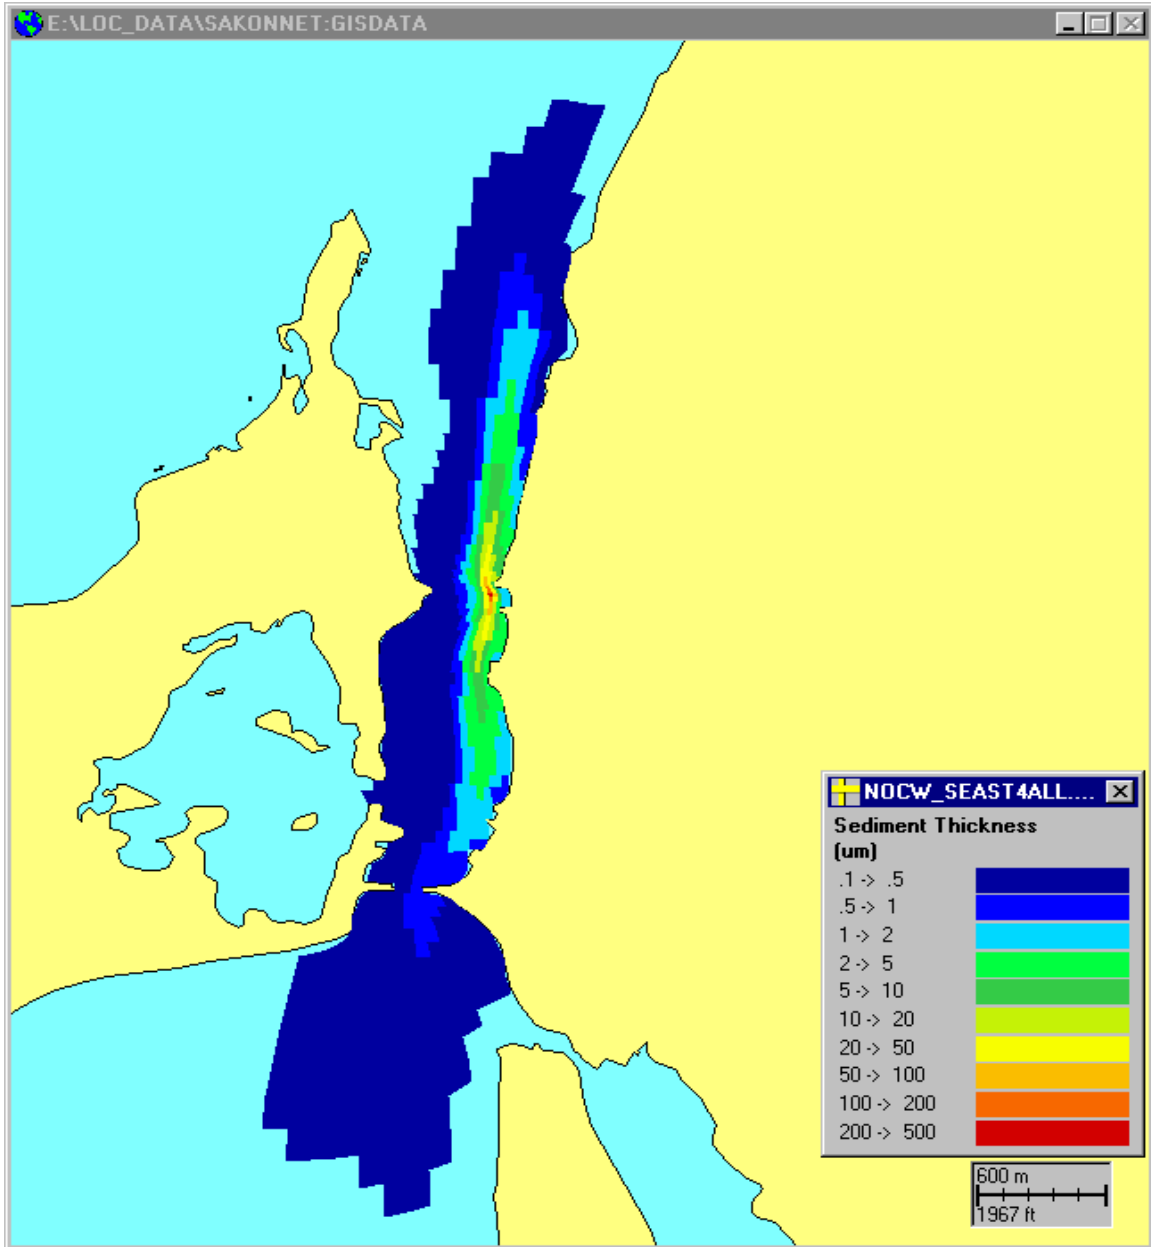 E:\LOC_DATA\SAKONNET:GISDATA
NOCW_SEAST4ALL....
Sediment Thickness
(um)
.1 -> .5
.5 -> 1
1 -> 2
2 -> 5
5 -> 10
10 -> 20
20 -> 50
50 -> 100
100 -> 200
200 -> 500
600 m
1967 ft